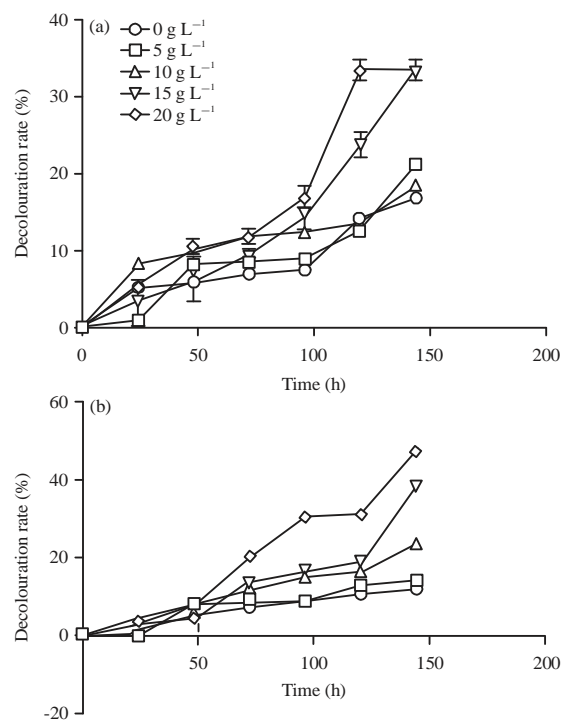 (a)
0 g L⁻¹
5 g L⁻¹
10 g L⁻¹
15 g L⁻¹
20 g L⁻¹
Decolouration rate (%)
40
30
20
10
0
0 50 100 150 200
Time (h)
(b)
Decolouration rate (%)
60
40
20
0
-20
0 50 100 150 200
Time (h)